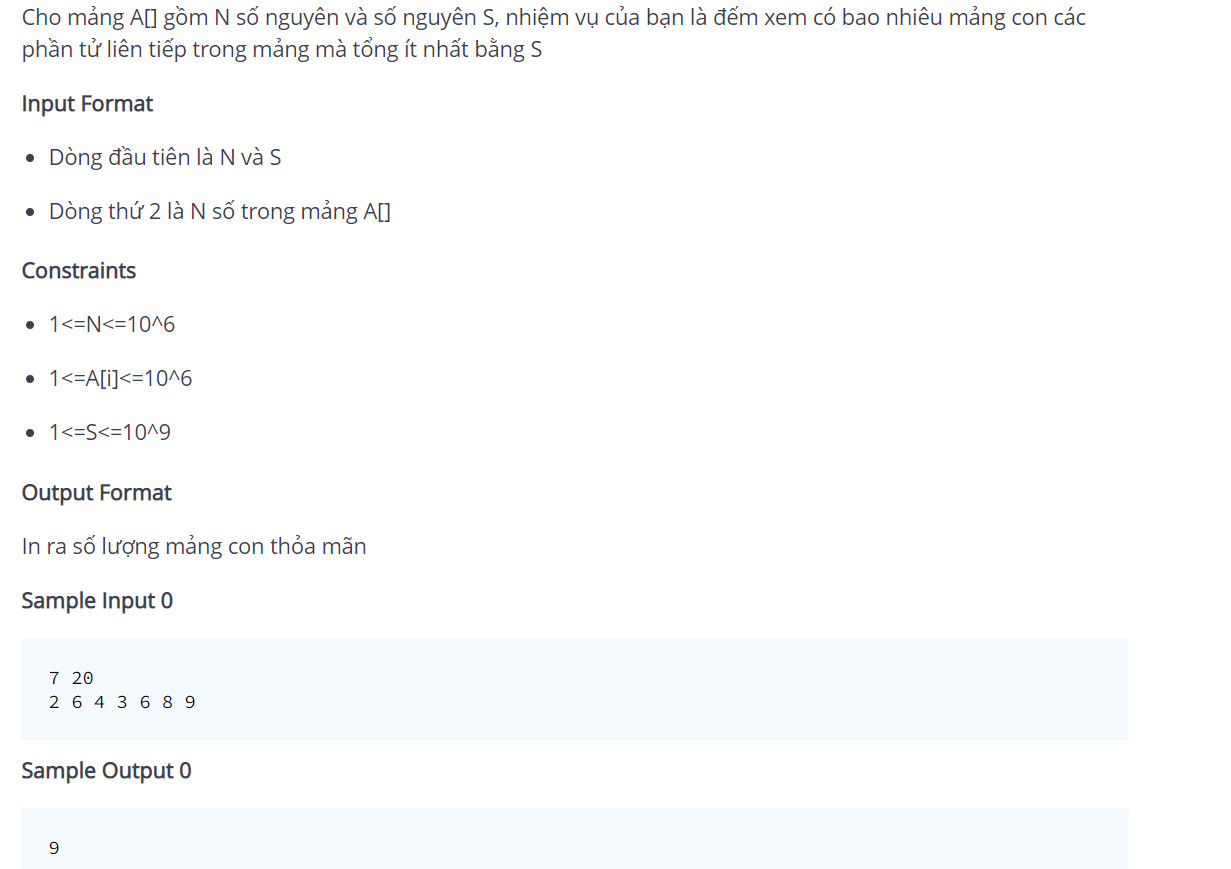 Cho mảng A[] gồm N số nguyên và số nguyên S, nhiệm vụ của bạn là đếm xem có bao nhiêu mảng con các
phần tử liên tiếp trong mảng mà tổng ít nhất bằng S
Input Format
• Dòng đầu tiên là N và S
• Dòng thứ 2 là N số trong mảng A[]
Constraints
• 1<=N<=10^6
• 1<=A[i]<=10^6
• 1<=S<=10^9
Output Format
In ra số lượng mảng con thỏa mãn
Sample Input 0
7 20
2 6 4 3 6 8 9
Sample Output 0
9